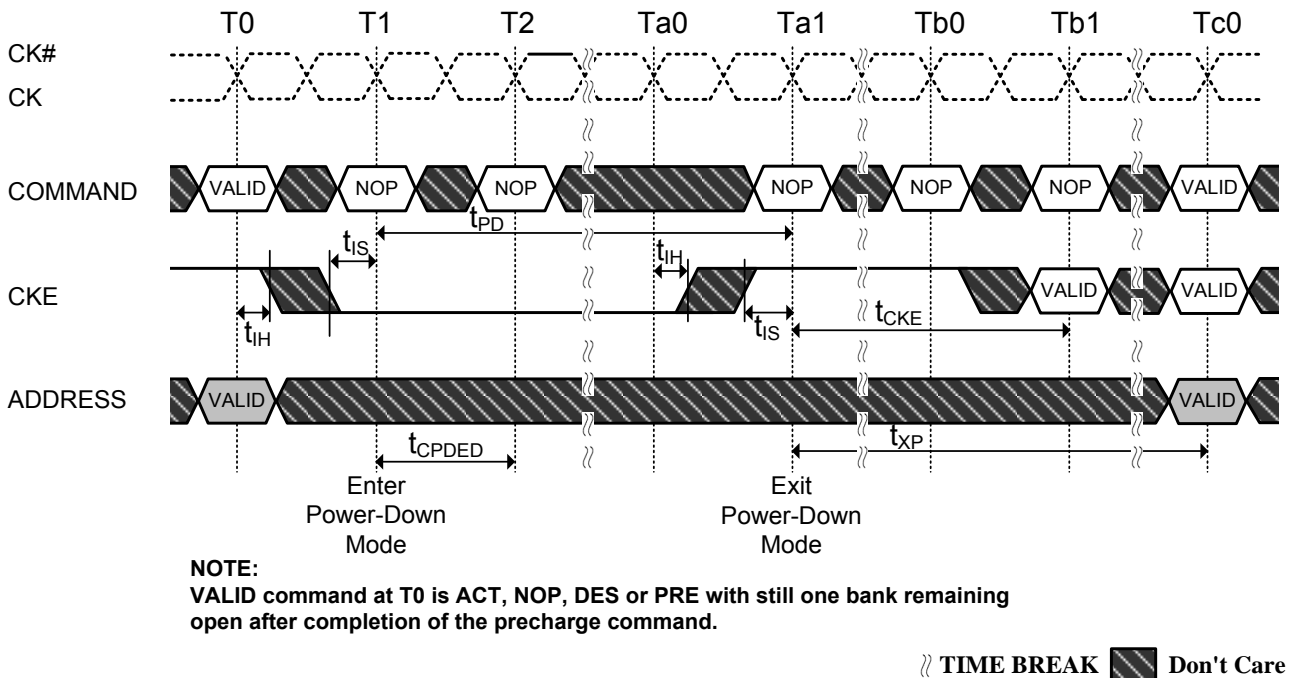 T0 T1 T2 Ta0 Ta1 Tb0 Tb1 Tc0
CK#
CK
COMMAND VALID NOP NOP NOP NOP NOP VALID
tPD
tIS tIH
CKE VALID VALID
tIH tIS tCKE
ADDRESS VALID VALID
tCPDED tXP
Enter
Power-Down
Mode
Exit
Power-Down
Mode
NOTE:
VALID command at T0 is ACT, NOP, DES or PRE with still one bank remaining
open after completion of the precharge command.
TIME BREAK Don't Care